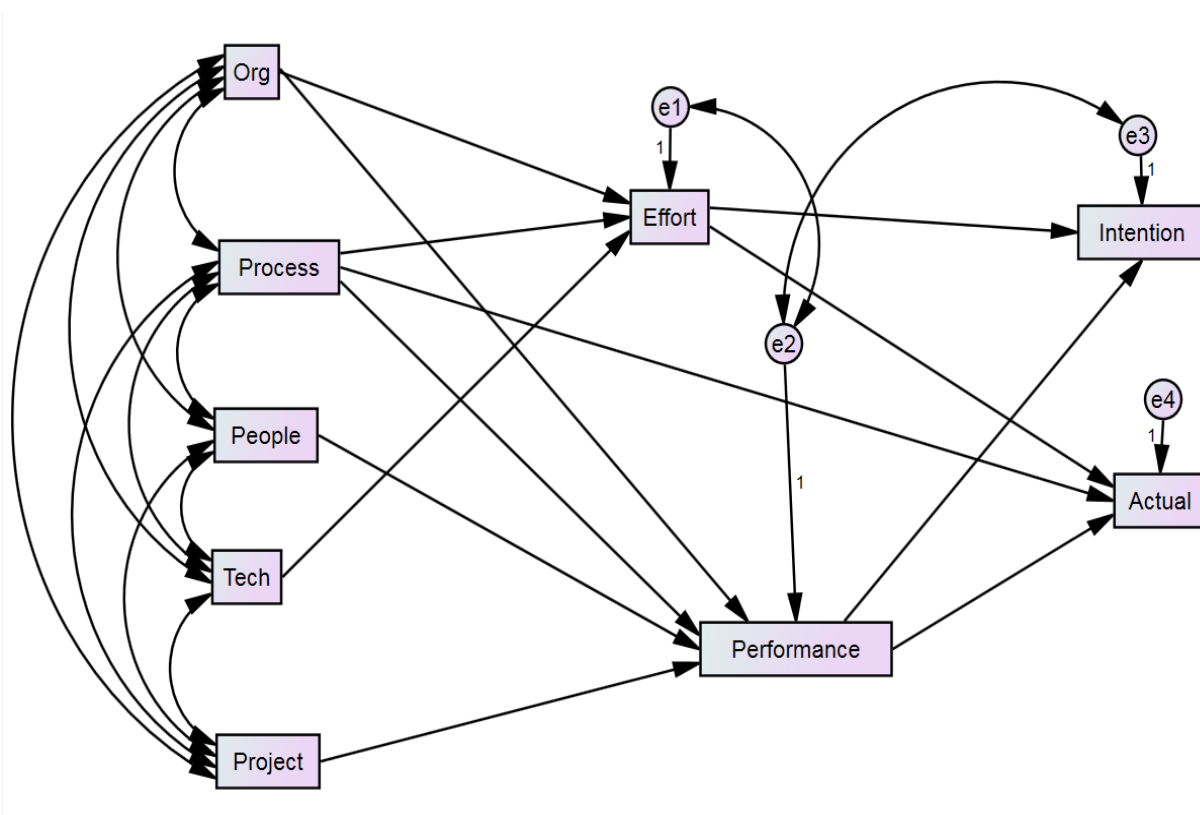 Org
e1
e3
1
1
Effort
Intention
Process
e2
e4
People
1
1
Actual
Tech
Performance
Project